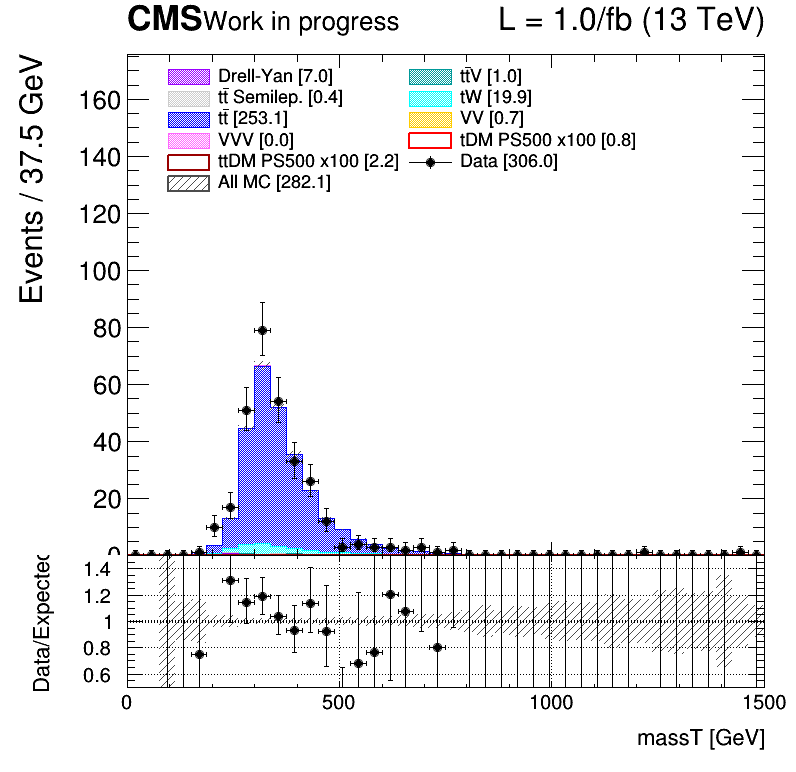 CMS Work in progress L = 1.0/fb (13 TeV)
Drell-Yan [7.0] tt̄V [1.0]
tt̄ Semilep. [0.4] tW [19.9]
tt̄ [253.1] VV [0.7]
VVV [0.0] tDM PS500 x100 [0.8]
ttDM PS500 x100 [2.2] Data [306.0]
All MC [282.1]
Events / 37.5 GeV
160
140
120
100
80
60
40
20
0
Data/Expected
1.4
1.2
1
0.8
0.6
0 500 1000 1500
massT [GeV]